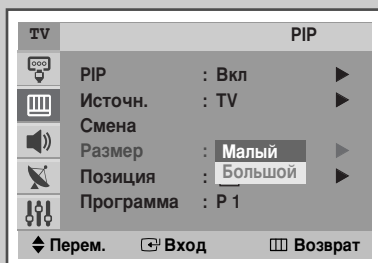 TV PIP
PIP : Вкл
Источн. : TV
Смена
Размер : Малый
Большой
Позиция :
Программа : P 1
Перем. Вход Возврат